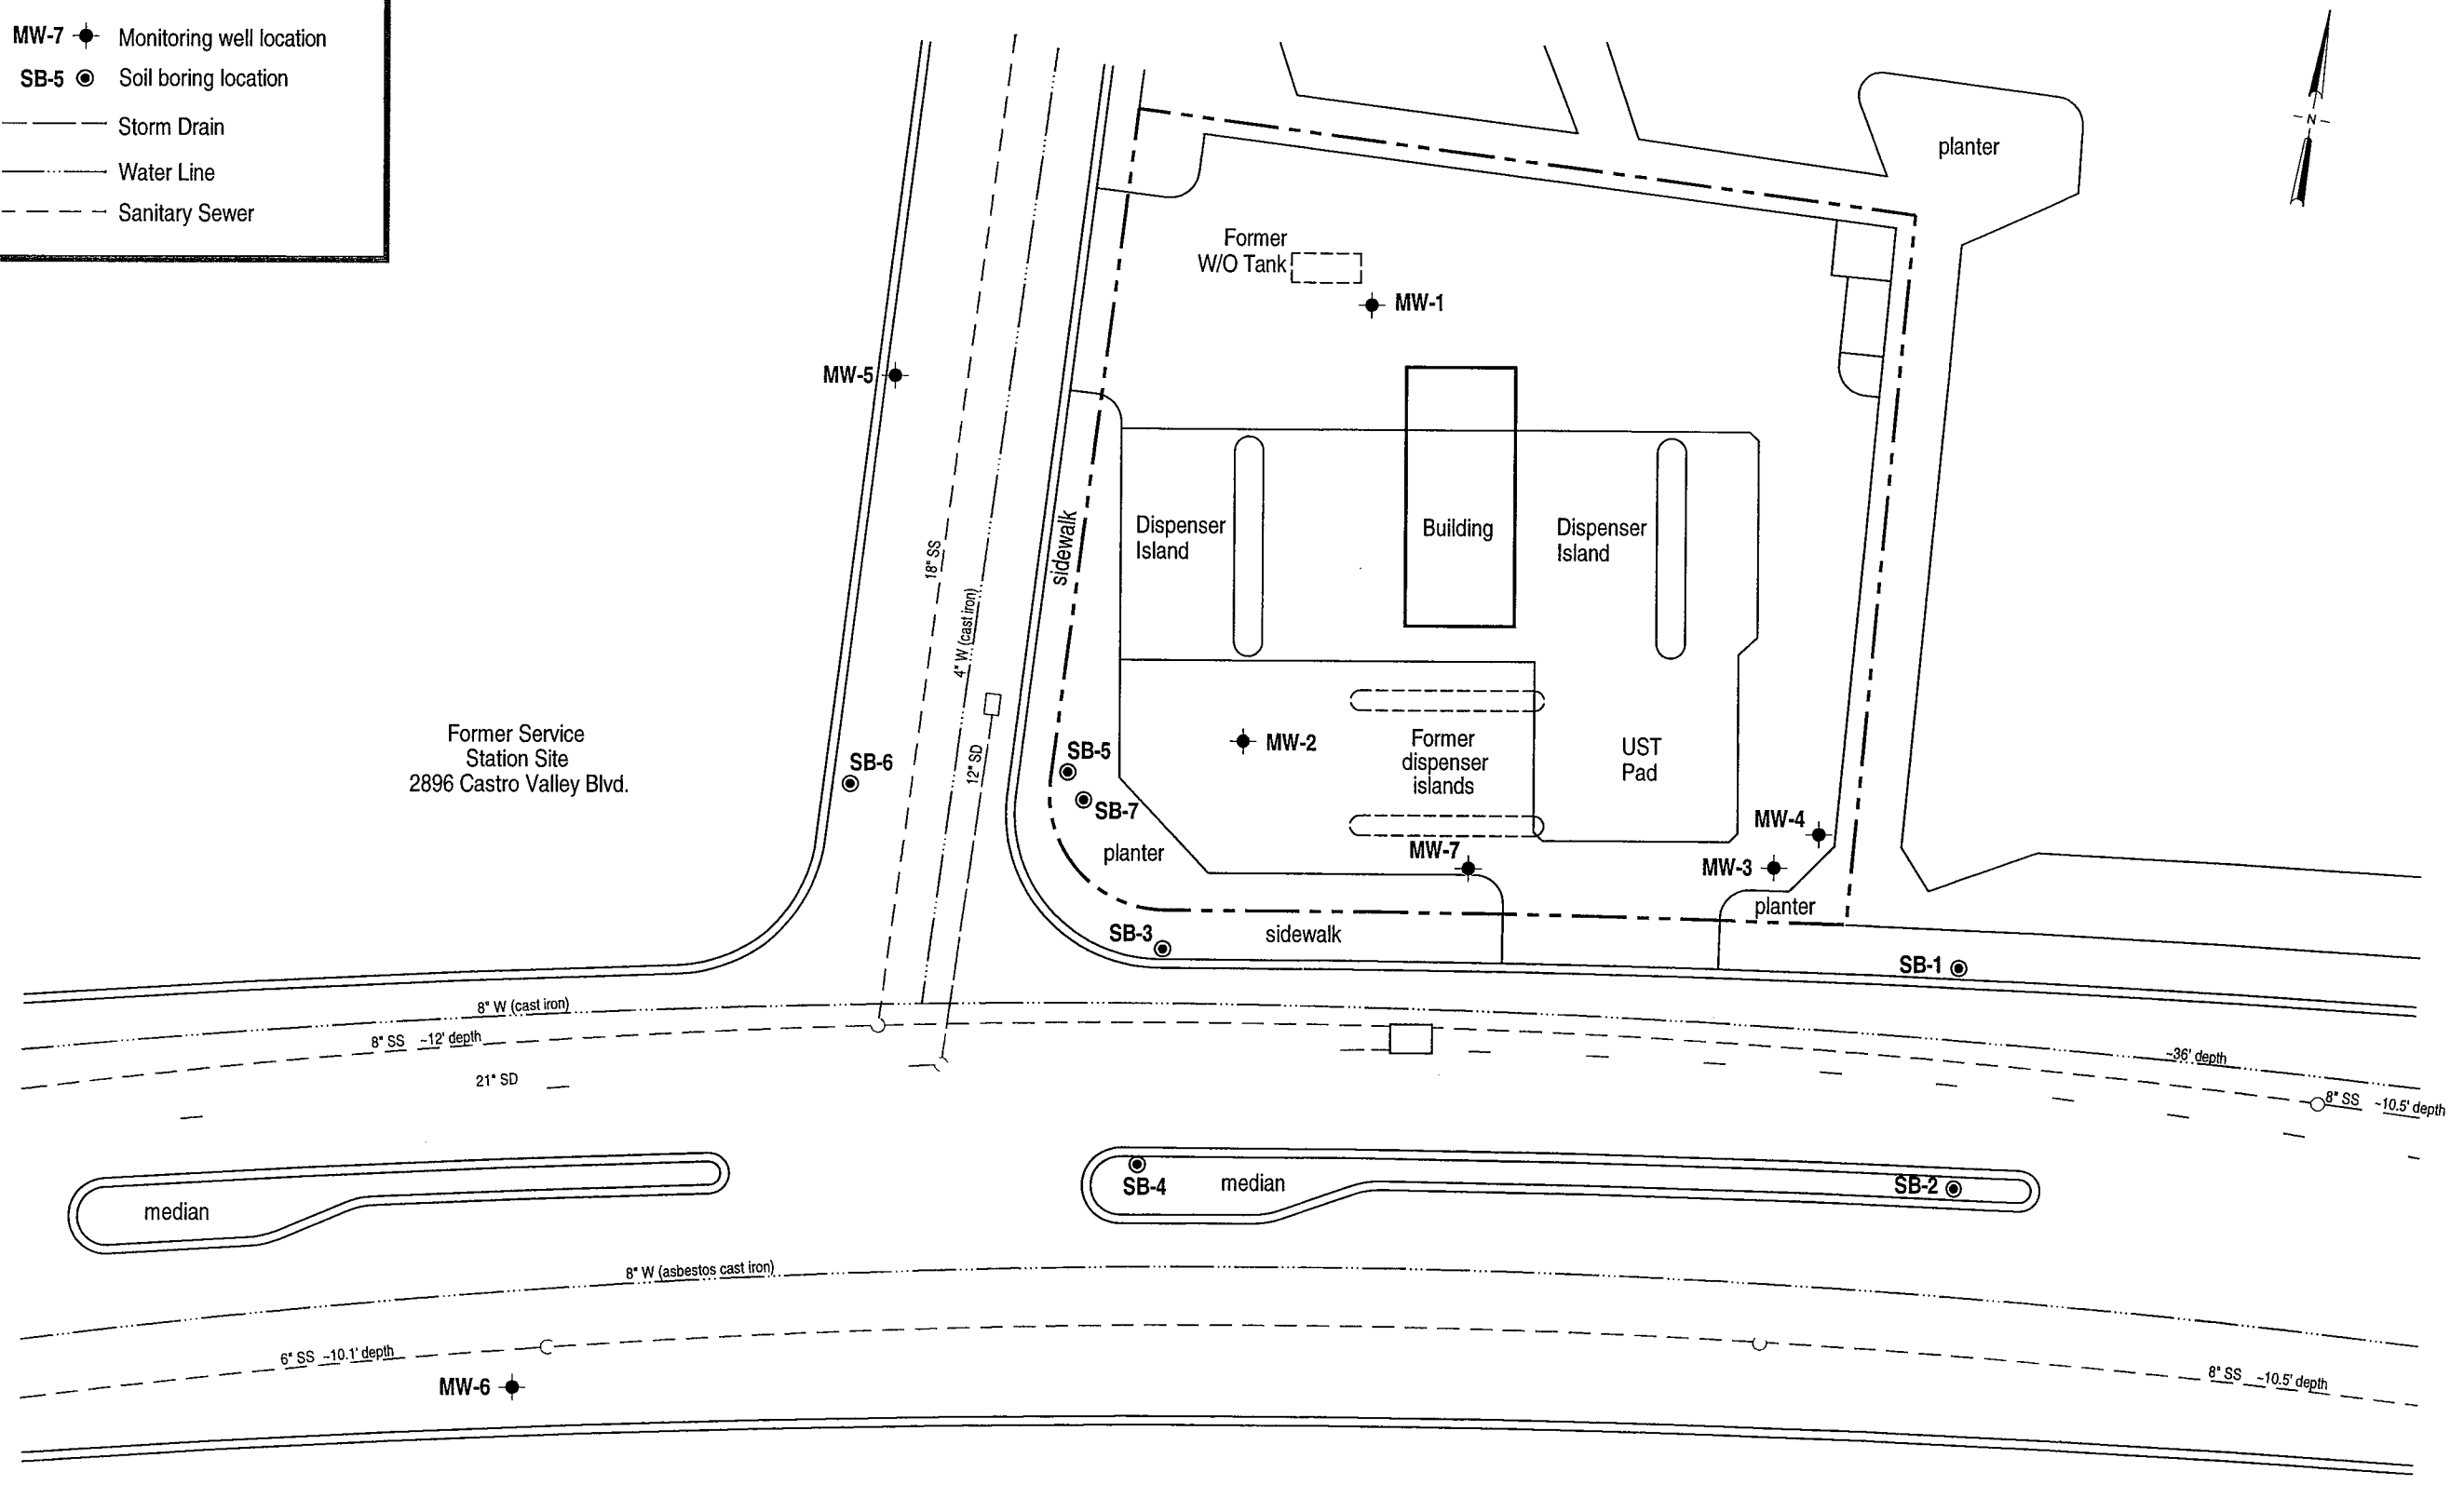 MW-7 Monitoring well location
SB-5 Soil boring location
Storm Drain
Water Line
Sanitary Sewer
N
planter
Former
W/O Tank
MW-1
MW-5
18" SS
4" W (cast iron)
12" SD
sidewalk
Dispenser
Island
Building
Dispenser
Island
Former Service
Station Site
2896 Castro Valley Blvd.
SB-6
SB-5
SB-7
planter
MW-2
Former
dispenser
islands
UST
Pad
MW-7
MW-4
MW-3
planter
SB-3
sidewalk
SB-1
8" W (cast iron)
8" SS ~12' depth
21" SD
~36' depth
8" SS ~10.5' depth
median
SB-4
median
SB-2
8" W (asbestos cast iron)
6" SS ~10.1' depth
MW-6
8" SS ~10.5' depth